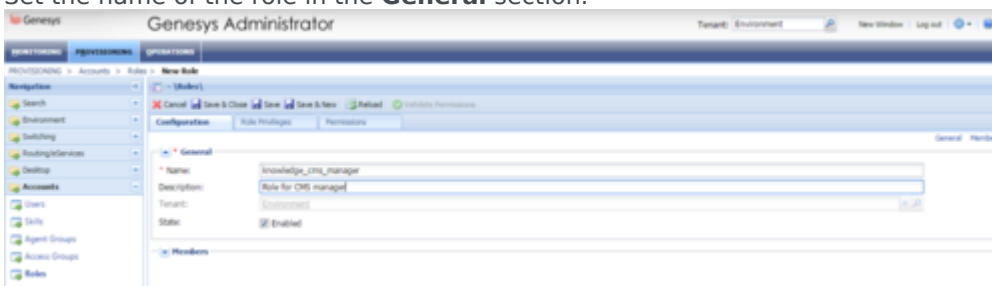 Set the name of the role in the General section.
Genesys
Genesys Administrator
Tenant: Environment
New Window Log out
MONITORING PROVISIONING OPERATIONS
PROVISIONING > Accounts > Roles > New Role
Navigation
- \Roles\
Search
Cancel Save & Close Save Save & New Reload Validate Permissions
Environment
Configuration Role Privileges Permissions
Switching
General
Routing/eServices
* General
Desktop
* Name: knowledge_cms_manager
Accounts
Description: Role for CMS manager
Users
Tenant: Environment
Skills
State: Enabled
Agent Groups
Access Groups
Members
Roles